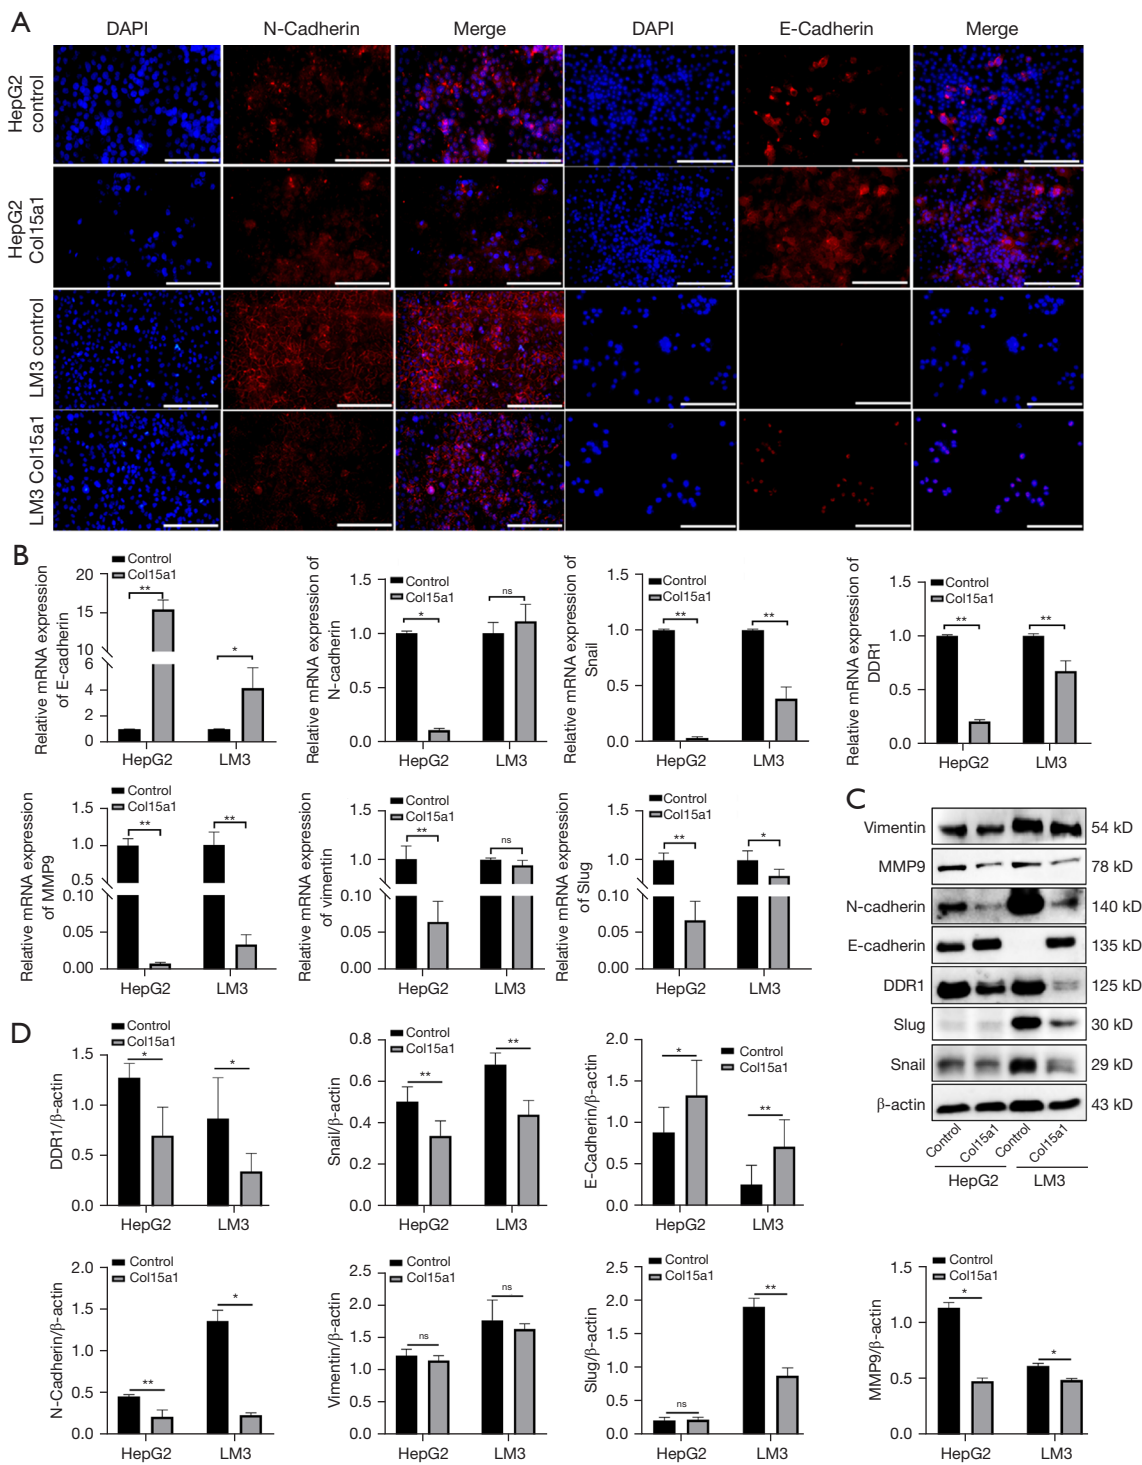 A
DAPI N-Cadherin Merge DAPI E-Cadherin Merge
HepG2 control
HepG2 Col15a1
LM3 control
LM3 Col15a1
B
Relative mRNA expression of E-cadherin
Control
Col15a1
20
15
10
6
4
2
0
**
*
HepG2 LM3
Relative mRNA expression of N-cadherin
Control
Col15a1
1.5
1.0
0.5
0.0
*
ns
HepG2 LM3
Relative mRNA expression of Snail
Control
Col15a1
1.5
1.0
0.5
0.0
**
**
HepG2 LM3
Relative mRNA expression of DDR1
Control
Col15a1
1.5
1.0
0.5
0.0
**
**
HepG2 LM3
Relative mRNA expression of MMP9
Control
Col15a1
1.5
1.0
0.5
0.10
0.05
0.00
**
**
HepG2 LM3
Relative mRNA expression of vimentin
Control
Col15a1
1.5
1.0
0.10
0.05
0.00
**
ns
HepG2 LM3
Relative mRNA expression of Slug
Control
Col15a1
1.5
1.0
0.10
0.05
0.00
**
*
HepG2 LM3
C
Vimentin 54 kD
MMP9 78 kD
N-cadherin 140 kD
E-cadherin 135 kD
DDR1 125 kD
Slug 30 kD
Snail 29 kD
β-actin 43 kD
Control Col15a1 Control Col15a1
HepG2 LM3
D
DDR1/β-actin
Control
Col15a1
1.5
1.0
0.5
0.0
*
*
HepG2 LM3
Snail/β-actin
Control
Col15a1
0.8
0.6
0.4
0.2
0.0
**
**
HepG2 LM3
E-Cadherin/β-actin
Control
Col15a1
2.0
1.5
1.0
0.5
0.0
*
**
HepG2 LM3
N-Cadherin/β-actin
Control
Col15a1
2.0
1.5
1.0
0.5
0.0
**
*
HepG2 LM3
Vimentin/β-actin
Control
Col15a1
2.5
2.0
1.5
1.0
0.5
0.0
ns
ns
HepG2 LM3
Slug/β-actin
Control
Col15a1
2.5
2.0
1.5
1.0
0.5
0.0
ns
**
HepG2 LM3
MMP9/β-actin
Control
Col15a1
1.5
1.0
0.5
0.0
*
*
HepG2 LM3